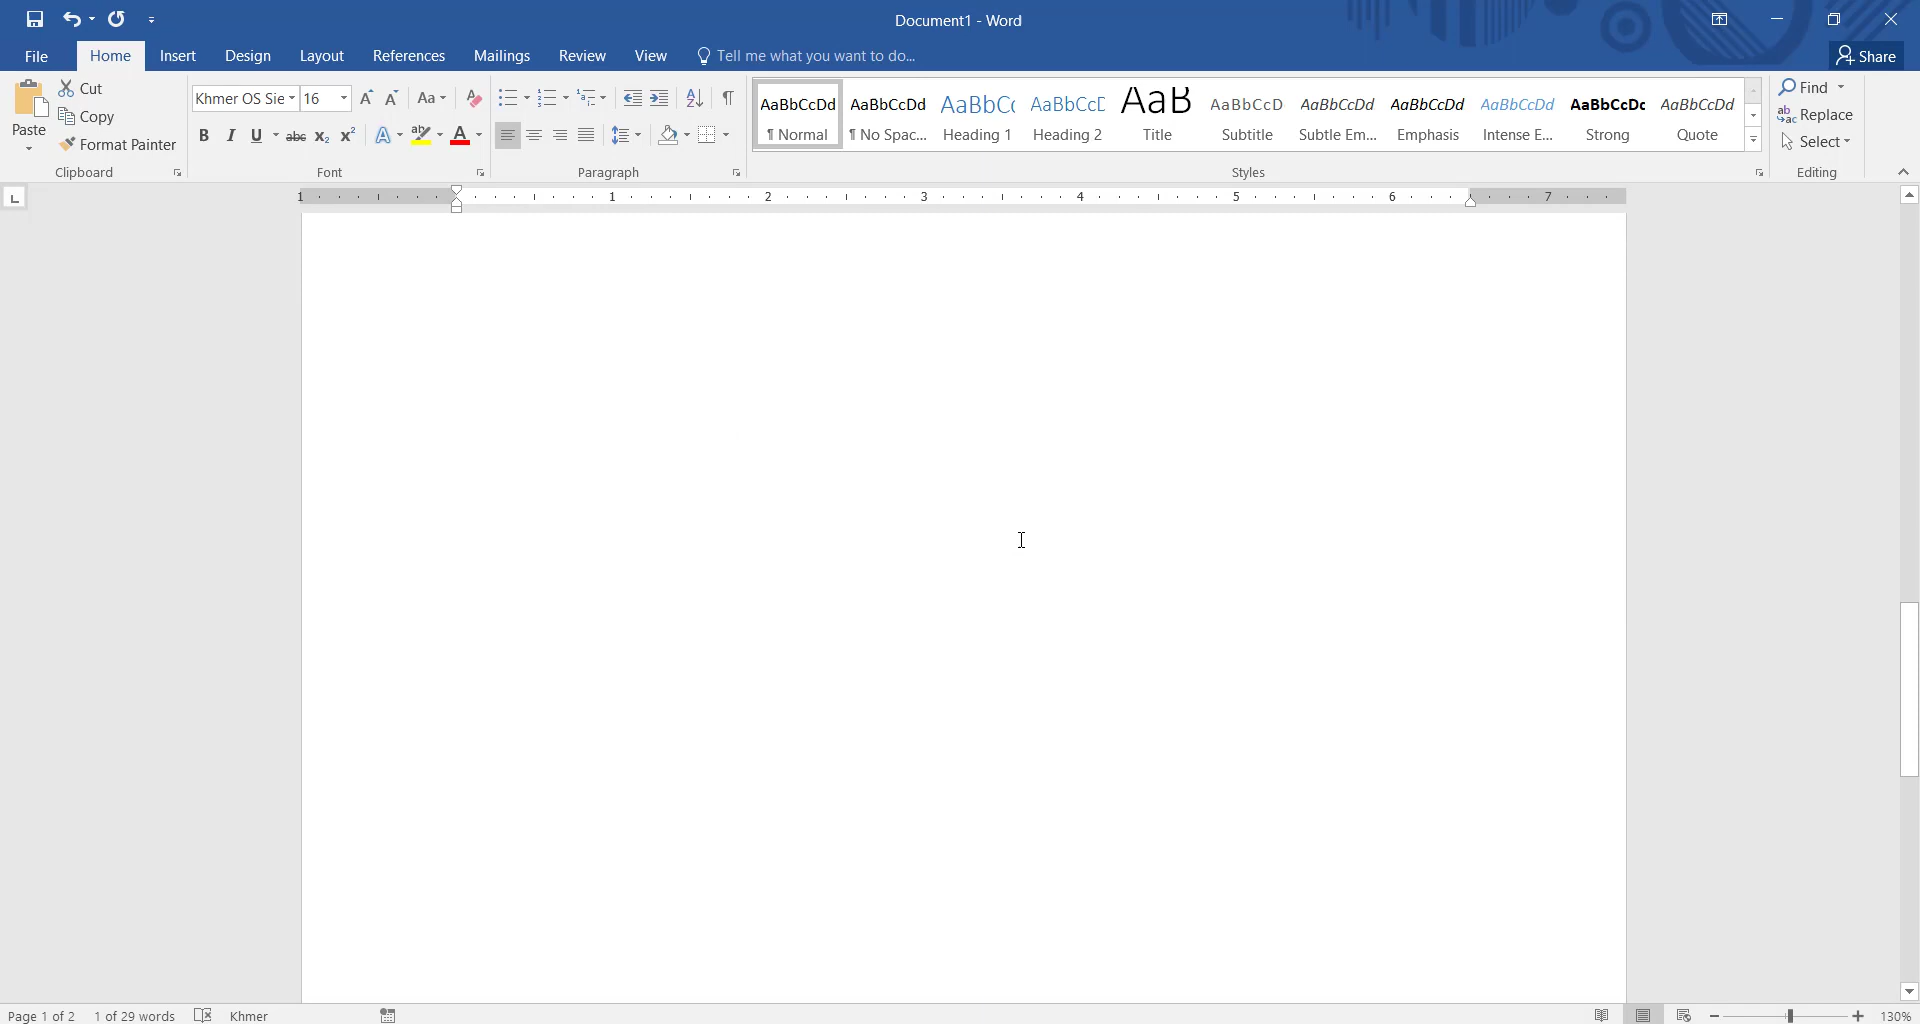 Document1 - Word
File Home Insert Design Layout References Mailings Review View Tell me what you want to do... Share
Paste
Cut
Copy
Format Painter
Clipboard
Khmer OS Sie 16
Font
Paragraph
AaBbCcDd AaBbCcDd AaBbCc AaBbCcD AaB AaBbCcD AaBbCcDd AaBbCcDd AaBbCcDd AaBbCcDc AaBbCcDd
¶ Normal ¶ No Spac... Heading 1 Heading 2 Title Subtitle Subtle Em... Emphasis Intense E... Strong Quote
Styles
Find
Replace
Select
Editing
1 1 2 3 4 5 6 7
Page 1 of 2 1 of 29 words Khmer 130%